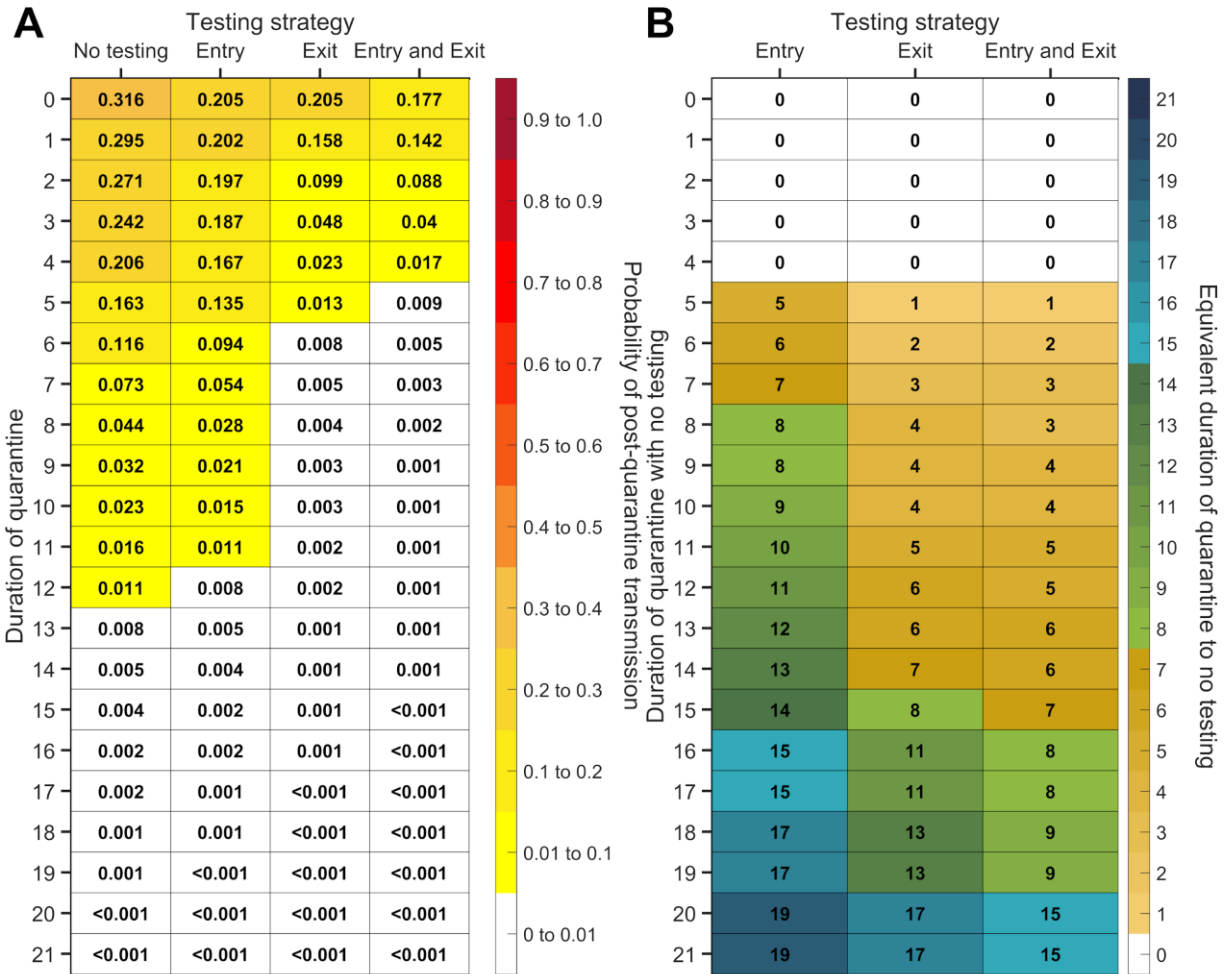 A
Testing strategy
No testing Entry Exit Entry and Exit
0 0.316 0.205 0.205 0.177
1 0.295 0.202 0.158 0.142
2 0.271 0.197 0.099 0.088
3 0.242 0.187 0.048 0.04
4 0.206 0.167 0.023 0.017
5 0.163 0.135 0.013 0.009
6 0.116 0.094 0.008 0.005
7 0.073 0.054 0.005 0.003
8 0.044 0.028 0.004 0.002
9 0.032 0.021 0.003 0.001
10 0.023 0.015 0.003 0.001
11 0.016 0.011 0.002 0.001
12 0.011 0.008 0.002 0.001
13 0.008 0.005 0.001 0.001
14 0.005 0.004 0.001 0.001
15 0.004 0.002 0.001 <0.001
16 0.002 0.002 0.001 <0.001
17 0.002 0.001 <0.001 <0.001
18 0.001 0.001 <0.001 <0.001
19 0.001 <0.001 <0.001 <0.001
20 <0.001 <0.001 <0.001 <0.001
21 <0.001 <0.001 <0.001 <0.001
Duration of quarantine
0.9 to 1.0
0.8 to 0.9
0.7 to 0.8
0.6 to 0.7
0.5 to 0.6
0.4 to 0.5
0.3 to 0.4
0.2 to 0.3
0.1 to 0.2
0.01 to 0.1
0 to 0.01
Probability of post-quarantine transmission
B
Testing strategy
Entry Exit Entry and Exit
0 0 0 0
1 0 0 0
2 0 0 0
3 0 0 0
4 0 0 0
5 5 1 1
6 6 2 2
7 7 3 3
8 8 4 3
9 8 4 4
10 9 4 4
11 10 5 5
12 11 6 5
13 12 6 6
14 13 7 6
15 14 8 7
16 15 11 8
17 15 11 8
18 17 13 9
19 17 13 9
20 19 17 15
21 19 17 15
Duration of quarantine with no testing
21
20
19
18
17
16
15
14
13
12
11
10
9
8
7
6
5
4
3
2
1
0
Equivalent duration of quarantine to no testing